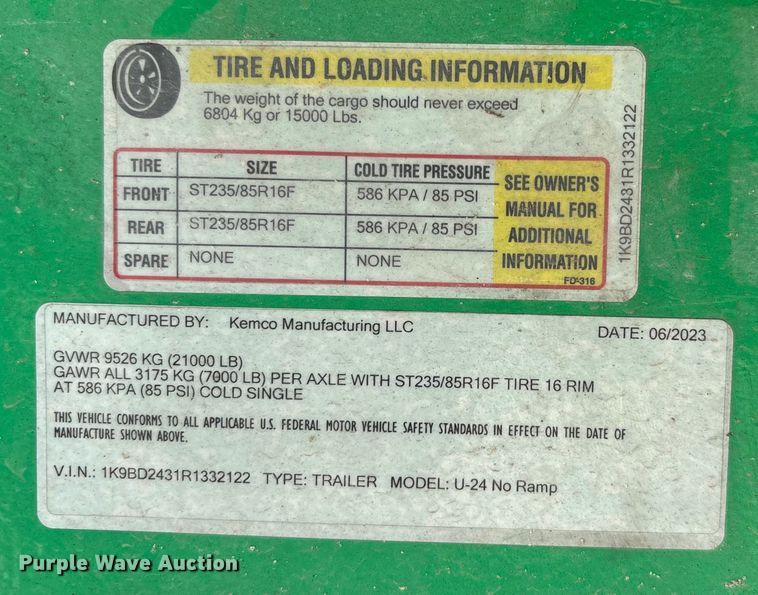 TIRE AND LOADING INFORMATION
The weight of the cargo should never exceed
6804 Kg or 15000 Lbs.
TIRE SIZE COLD TIRE PRESSURE
FRONT ST235/85R16F 586 KPA / 85 PSI
REAR ST235/85R16F 586 KPA / 85 PSI
SPARE NONE NONE
SEE OWNER'S
MANUAL FOR
ADDITIONAL
INFORMATION
FD-316
1K9BD2431R1332122
MANUFACTURED BY: Kemco Manufacturing LLC DATE: 06/2023
GVWR 9526 KG (21000 LB)
GAWR ALL 3175 KG (7000 LB) PER AXLE WITH ST235/85R16F TIRE 16 RIM
AT 586 KPA (85 PSI) COLD SINGLE
THIS VEHICLE CONFORMS TO ALL APPLICABLE U.S. FEDERAL MOTOR VEHICLE SAFETY STANDARDS IN EFFECT ON THE DATE OF
MANUFACTURE SHOWN ABOVE.
V.I.N.: 1K9BD2431R1332122 TYPE: TRAILER MODEL: U-24 No Ramp
Purple Wave Auction